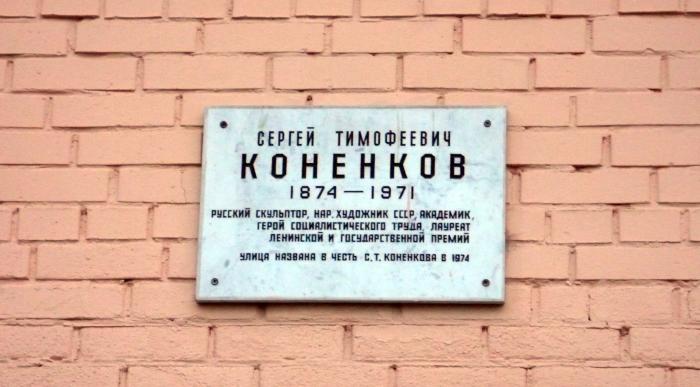 СЕРГЕЙ ТИМОФЕЕВИЧ
КОНЕНКОВ
1874—1971
РУССКИЙ СКУЛЬПТОР, НАР. ХУДОЖНИК СССР, АКАДЕМИК,
ГЕРОЙ СОЦИАЛИСТИЧЕСКОГО ТРУДА, ЛАУРЕАТ
ЛЕНИНСКОЙ И ГОСУДАРСТВЕННОЙ ПРЕМИЙ
УЛИЦА НАЗВАНА В ЧЕСТЬ С.Т. КОНЕНКОВА В 1974